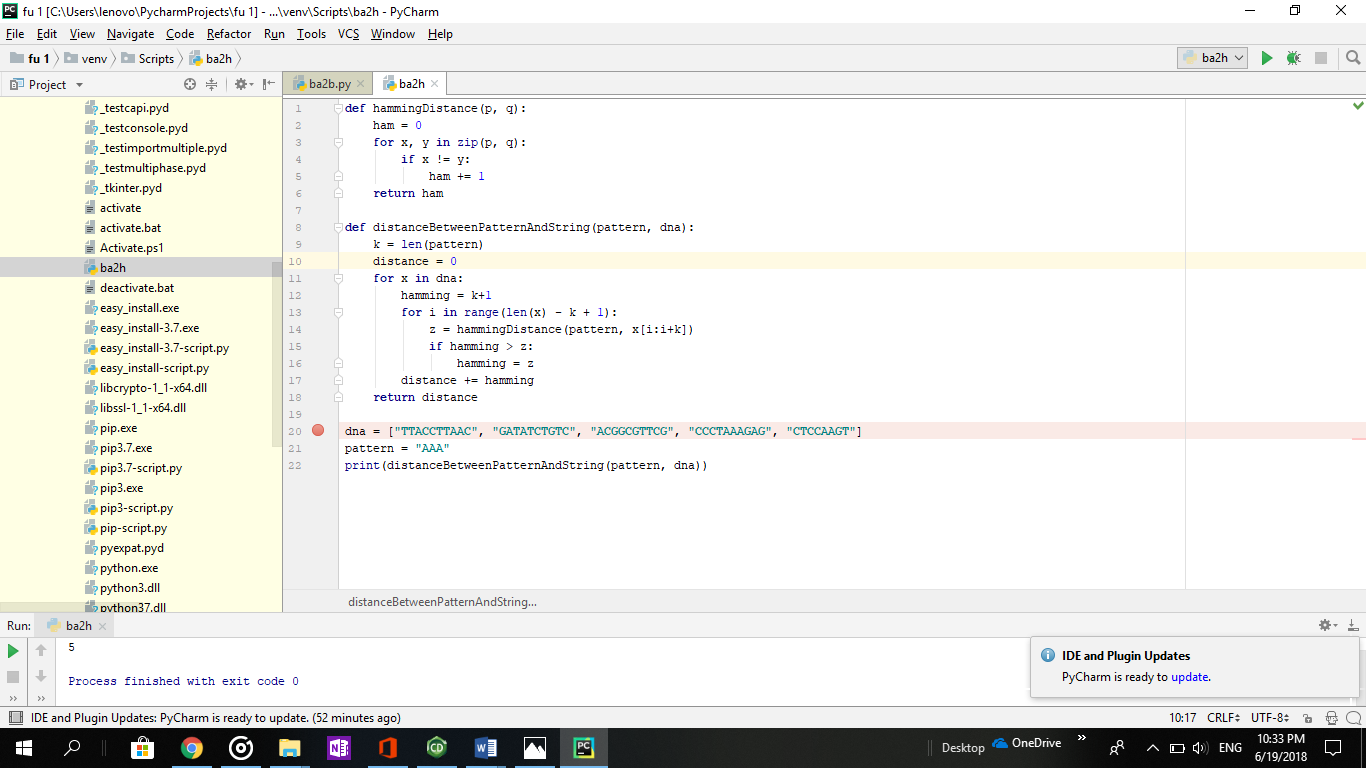 fu 1 [C:\Users\lenovo\PycharmProjects\fu 1] - ...\venv\Scripts\ba2h - PyCharm
File Edit View Navigate Code Refactor Run Tools VCS Window Help
fu 1 venv Scripts ba2h
ba2h
Project
ba2b.py ba2h
_testcapi.pyd
_testconsole.pyd
_testimportmultiple.pyd
_testmultiphase.pyd
_tkinter.pyd
activate
activate.bat
Activate.ps1
ba2h
deactivate.bat
easy_install.exe
easy_install-3.7.exe
easy_install-3.7-script.py
easy_install-script.py
libcrypto-1_1-x64.dll
libssl-1_1-x64.dll
pip.exe
pip3.7.exe
pip3.7-script.py
pip3.exe
pip3-script.py
pip-script.py
pyexpat.pyd
python.exe
python3.dll
python37.dll
1 def hammingDistance(p, q):
2 ham = 0
3 for x, y in zip(p, q):
4 if x != y:
5 ham += 1
6 return ham
7
8 def distanceBetweenPatternAndString(pattern, dna):
9 k = len(pattern)
10 distance = 0
11 for x in dna:
12 hamming = k+1
13 for i in range(len(x) - k + 1):
14 z = hammingDistance(pattern, x[i:i+k])
15 if hamming > z:
16 hamming = z
17 distance += hamming
18 return distance
19
20 dna = ["TTACCTTAAC", "GATATCTGTC", "ACGGCGTTCG", "CCCTAAAGAG", "CTCCAAGT"]
21 pattern = "AAA"
22 print(distanceBetweenPatternAndString(pattern, dna))
distanceBetweenPatternAndString...
Run: ba2h
5
Process finished with exit code 0
IDE and Plugin Updates
PyCharm is ready to update.
IDE and Plugin Updates: PyCharm is ready to update. (52 minutes ago)
10:17 CRLF UTF-8
Desktop OneDrive ENG
10:33 PM
6/19/2018